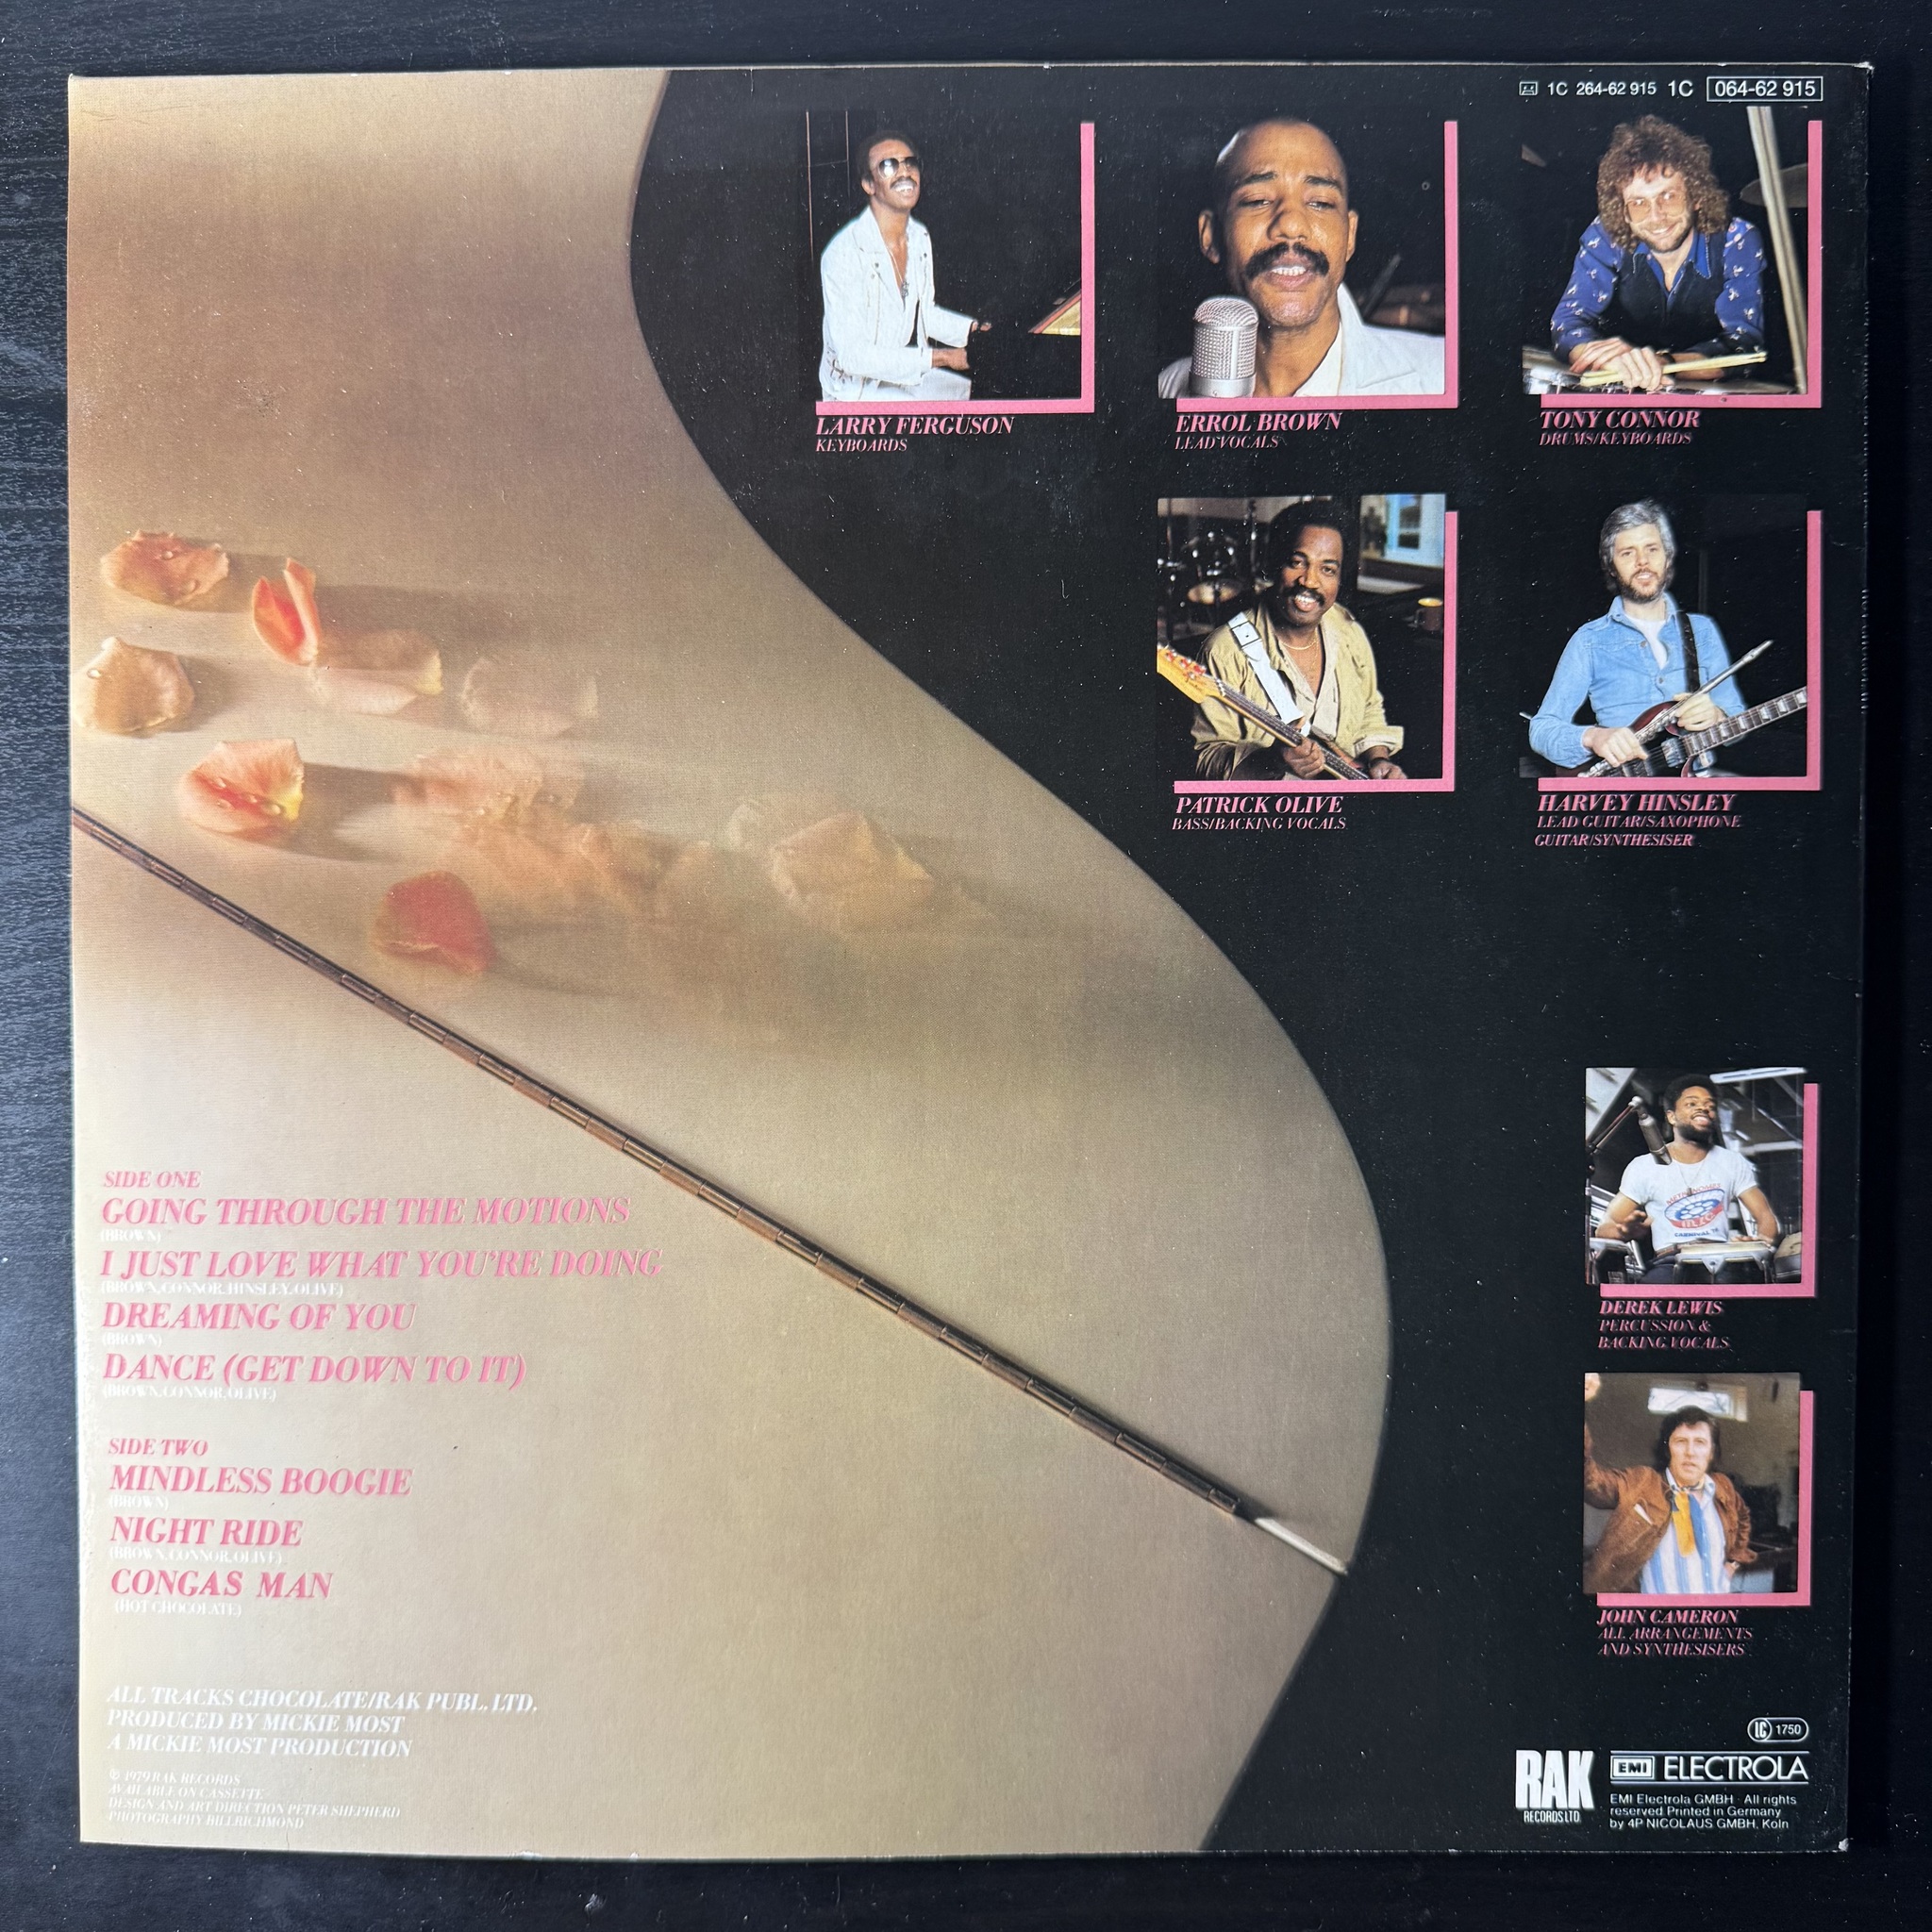 1C 264-62 915 1C 064-62 915
LARRY FERGUSON
KEYBOARDS
ERROL BROWN
LEAD VOCALS
TONY CONNOR
DRUMS/KEYBOARDS
PATRICK OLIVE
BASS/BACKING VOCALS
HARVEY HINSLEY
LEAD GUITAR/SAXOPHONE
GUITAR/SYNTHESISER
DEREK LEWIS
PERCUSSION &
BACKING VOCALS
JOHN CAMERON
ALL ARRANGEMENTS
AND SYNTHESISERS
SIDE ONE
GOING THROUGH THE MOTIONS
(BROWN)
I JUST LOVE WHAT YOU'RE DOING
(BROWN, CONNOR, HINSLEY, OLIVE)
DREAMING OF YOU
(BROWN)
DANCE (GET DOWN TO IT)
(BROWN, CONNOR, OLIVE)
SIDE TWO
MINDLESS BOOGIE
(BROWN)
NIGHT RIDE
(BROWN, CONNOR, OLIVE)
CONGAS MAN
(HOT CHOCOLATE)
ALL TRACKS CHOCOLATE/RAK PUBL. LTD.
PRODUCED BY MICKIE MOST
A MICKIE MOST PRODUCTION
℗ 1979 RAK RECORDS
AVAILABLE ON CASSETTE
DESIGN AND ART DIRECTION PETER SHEPHERD
PHOTOGRAPHY BILL RICHMOND
LC 1750
RAK
RECORDS LTD.
EMI ELECTROLA
EMI Electrola GMBH · All rights
reserved Printed in Germany
by 4P NICOLAUS GMBH, Köln